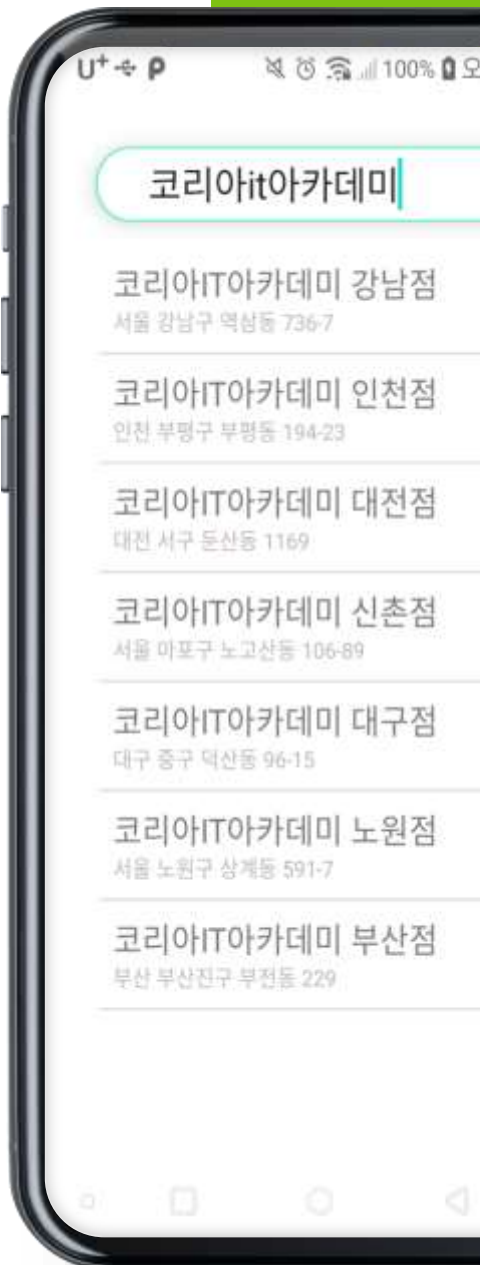 U+ 100% 오
코리아it아카데미
코리아IT아카데미 강남점
서울 강남구 역삼동 736-7
코리아IT아카데미 인천점
인천 부평구 부평동 194-23
코리아IT아카데미 대전점
대전 서구 둔산동 1169
코리아IT아카데미 신촌점
서울 마포구 노고산동 106-89
코리아IT아카데미 대구점
대구 중구 덕산동 96-15
코리아IT아카데미 노원점
서울 노원구 상계동 591-7
코리아IT아카데미 부산점
부산 부산진구 부전동 229